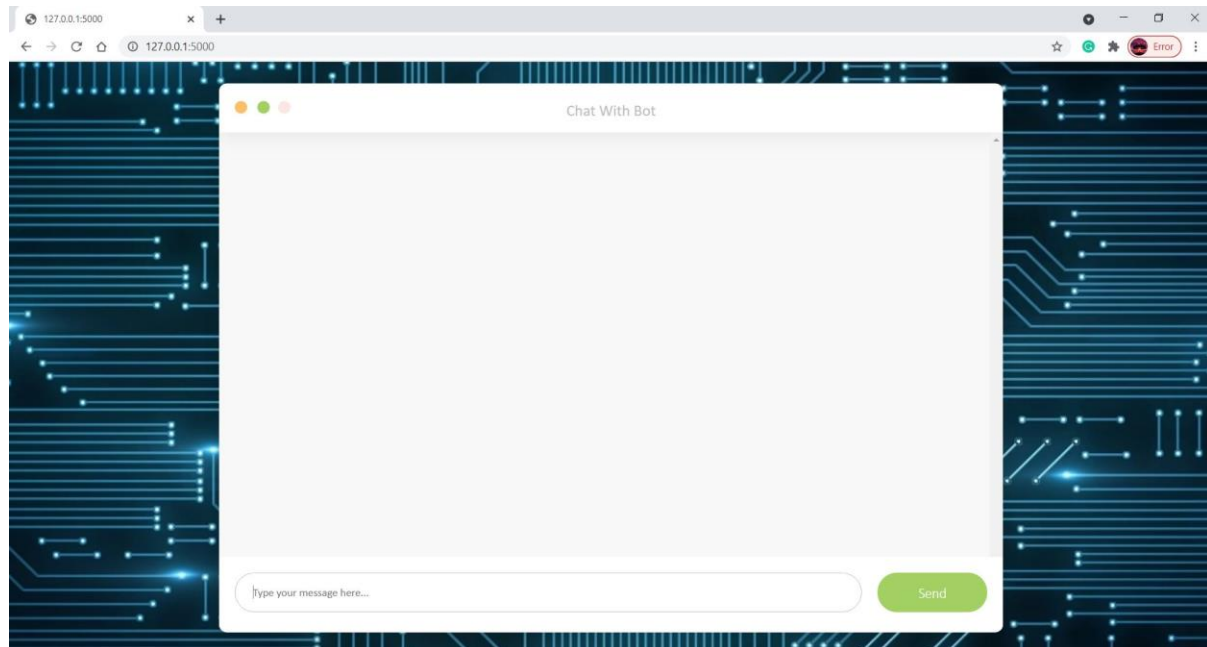 127.0.0.1:5000
127.0.0.1:5000
Error
Chat With Bot
Type your message here...
Send